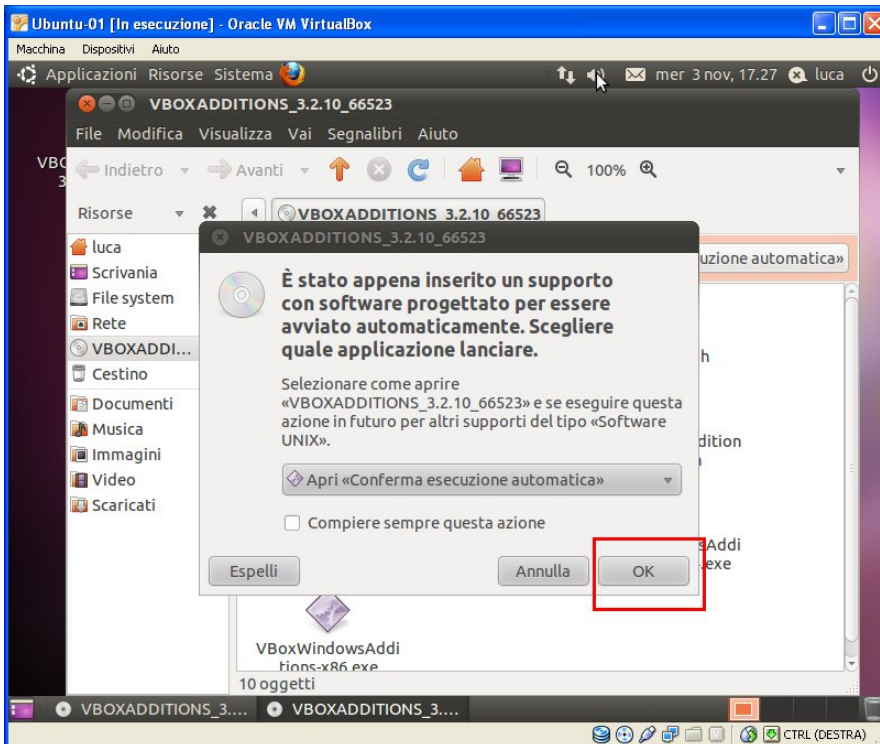 Ubuntu-01 [In esecuzione] - Oracle VM VirtualBox
Macchina Dispositivi Aiuto
Applicazioni Risorse Sistema mer 3 nov, 17.27 luca
VBOXADDITIONS_3.2.10_66523
File Modifica Visualizza Vai Segnalibri Aiuto
VBO
3
Indietro Avanti 100%
Risorse VBOXADDITIONS_3.2.10_66523
VBOXADDITIONS_3.2.10_66523
uzione automatica»
luca
Scrivania
File system
Rete
VBOXADDI...
Cestino
Documenti
Musica
Immagini
Video
Scaricati
È stato appena inserito un supporto
con software progettato per essere
avviato automaticamente. Scegliere
quale applicazione lanciare.
Selezionare come aprire
«VBOXADDITIONS_3.2.10_66523» e se eseguire questa
azione in futuro per altri supporti del tipo «Software
UNIX».
Apri «Conferma esecuzione automatica»
Compiere sempre questa azione
Espelli Annulla OK
h
dition
sAddi
.exe
VBoxWindowsAddi
tions-x86.exe
10 oggetti
VBOXADDITIONS_3.... VBOXADDITIONS_3....
CTRL (DESTRA)